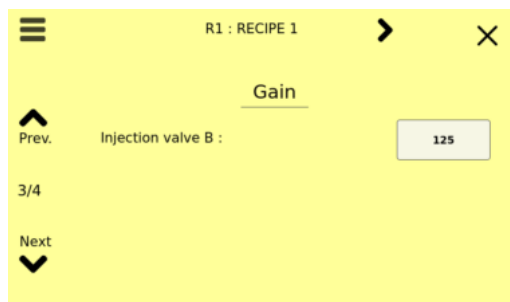 R1 : RECIPE 1
Gain
Prev.
Injection valve B :
125
3/4
Next